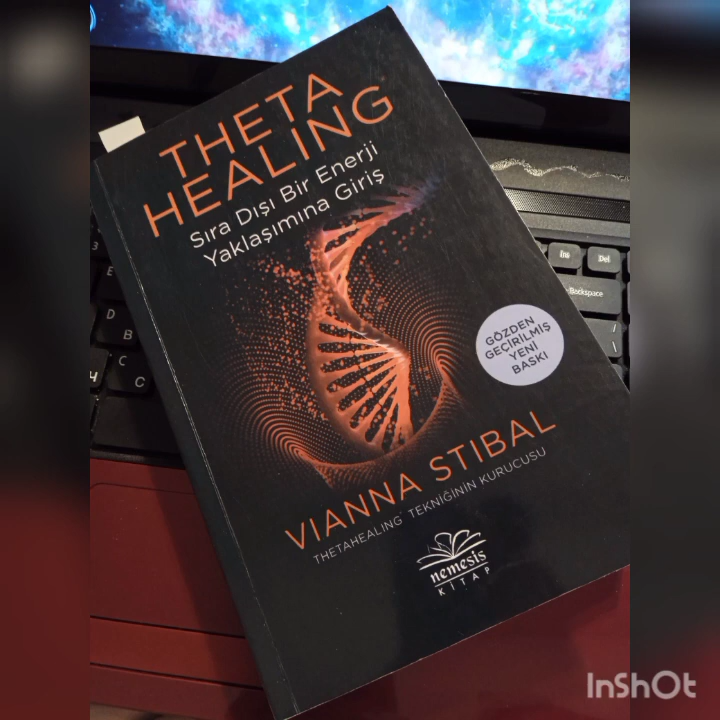 THETA
HEALING
Sıra Dışı Bir Enerji
Yaklaşımına Giriş
GÖZDEN
GEÇİRİLMİŞ
YENİ
BASKI
VIANNA STIBAL
THETAHEALING® TEKNİĞİNİN KURUCUSU
nemesis
KİTAP
Ins
Del
Backspace
E
D
B
C
InShOt